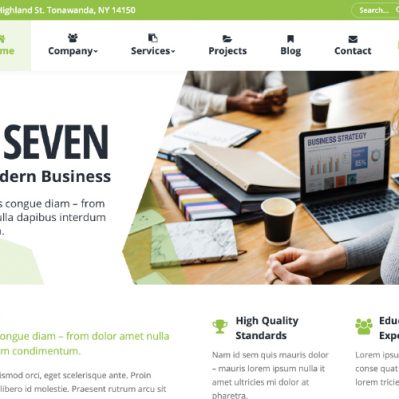 Highland St. Tonawanda, NY 14150
Search...
me
Company
Services
Projects
Blog
Contact
SEVEN
dern Business
s congue diam – from
ulla dapibus interdum
BUSINESS STRATEGY
High Quality
Standards
Nam id sem quis mauris dolor
– mauris lorem ipsum nulla it
amet ultricies mi dolor at
pharetra.
Edu
Expe
Lorem ipsu
conse quat
lorem tricie
ongue diam – from dolor amet nulla
m condimentum.
ismod orci, eget scelerisque ante. Proin
libero id molestie. Praesent rutrum arcu sit